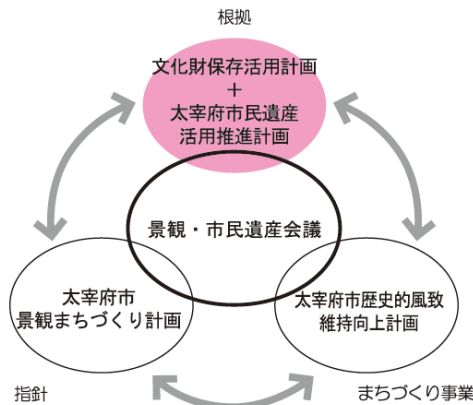 根拠
文化財保存活用計画
＋
太宰府市民遺産
活用推進計画
景観・市民遺産会議
太宰府市
景観まちづくり計画
太宰府市歴史的風致
維持向上計画
指針
まちづくり事業